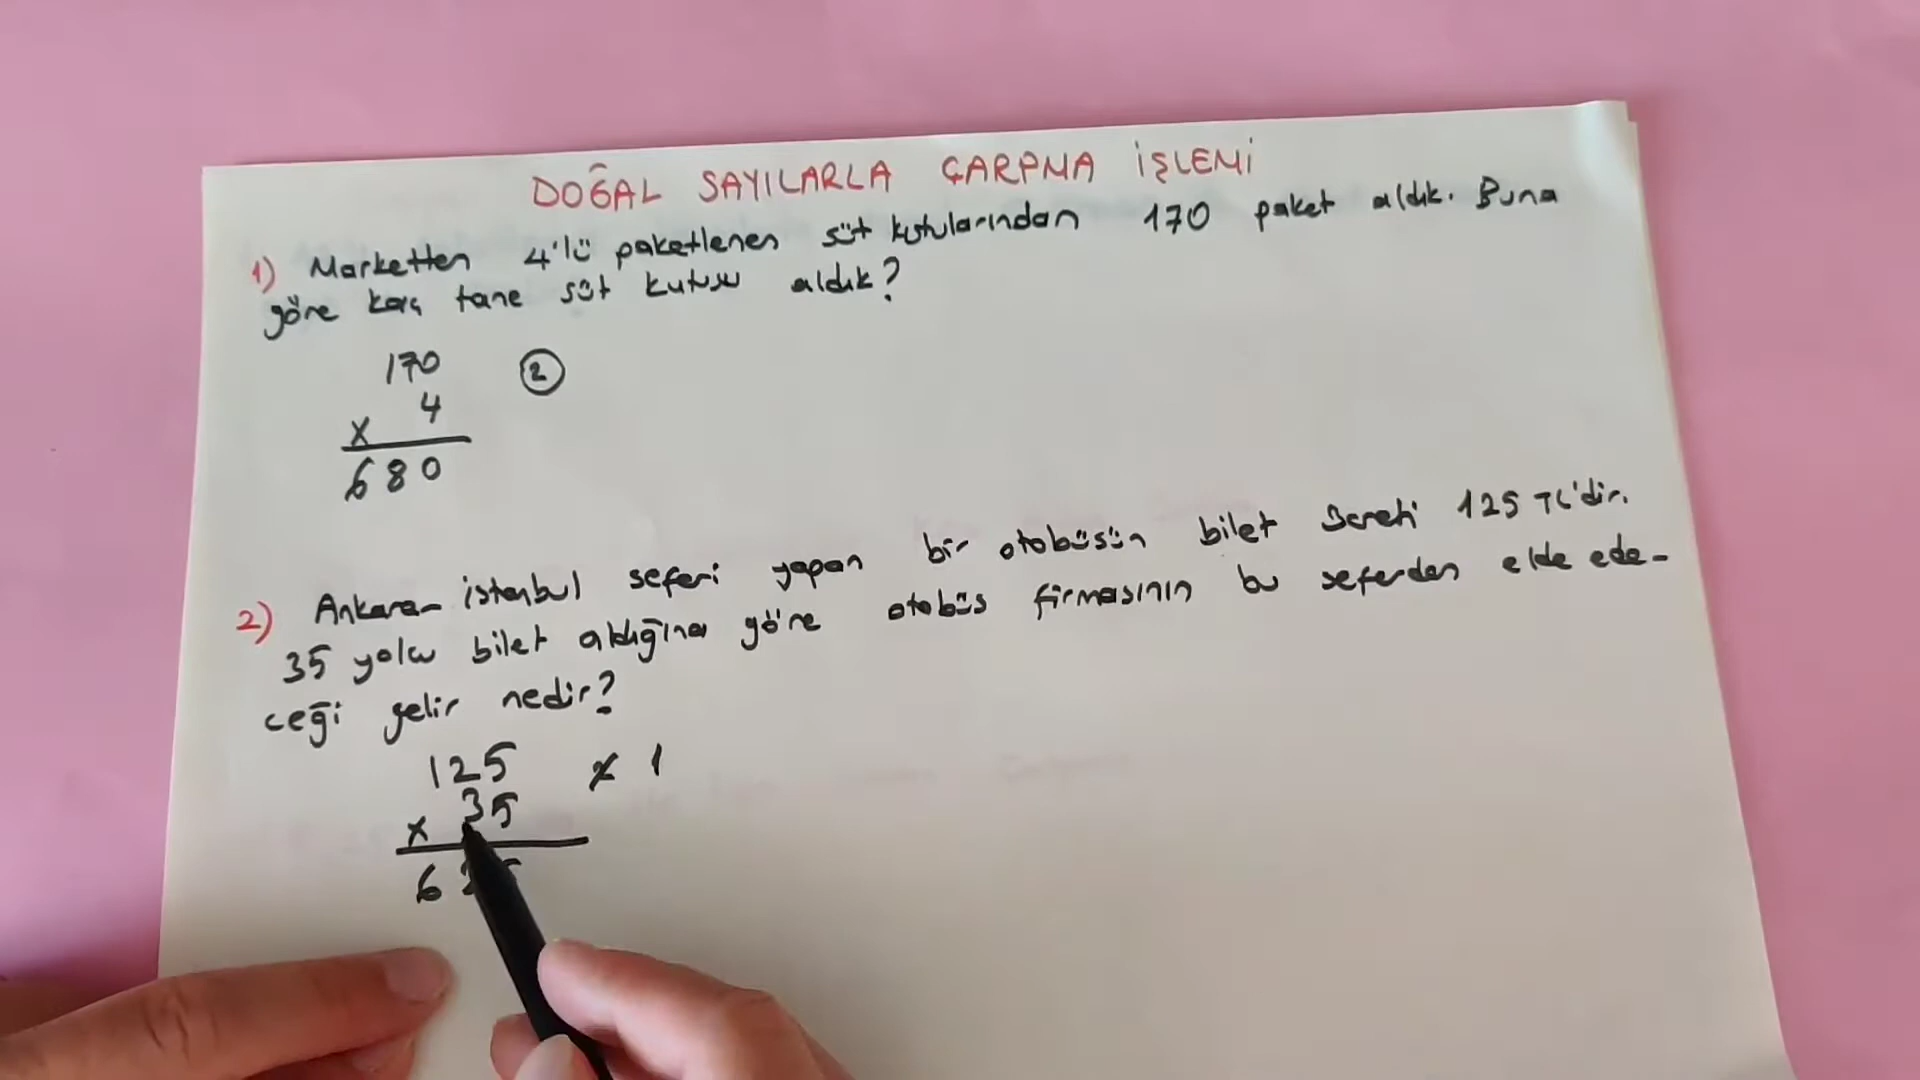 DOĞAL SAYILARLA ÇARPMA İŞLEMİ
1) Marketten 4'lü paketlenen süt kutularından 170 paket aldık. Buna
göre kaç tane süt kutusu aldık?
170 ②
x 4
680
2) Ankara-istanbul seferi yapan bir otobüsün bilet ücreti 125 TL'dir.
35 yolcu bilet aldığına göre otobüs firmasının bu seferden elde ede-
ceği gelir nedir?
125 1
x 35
6